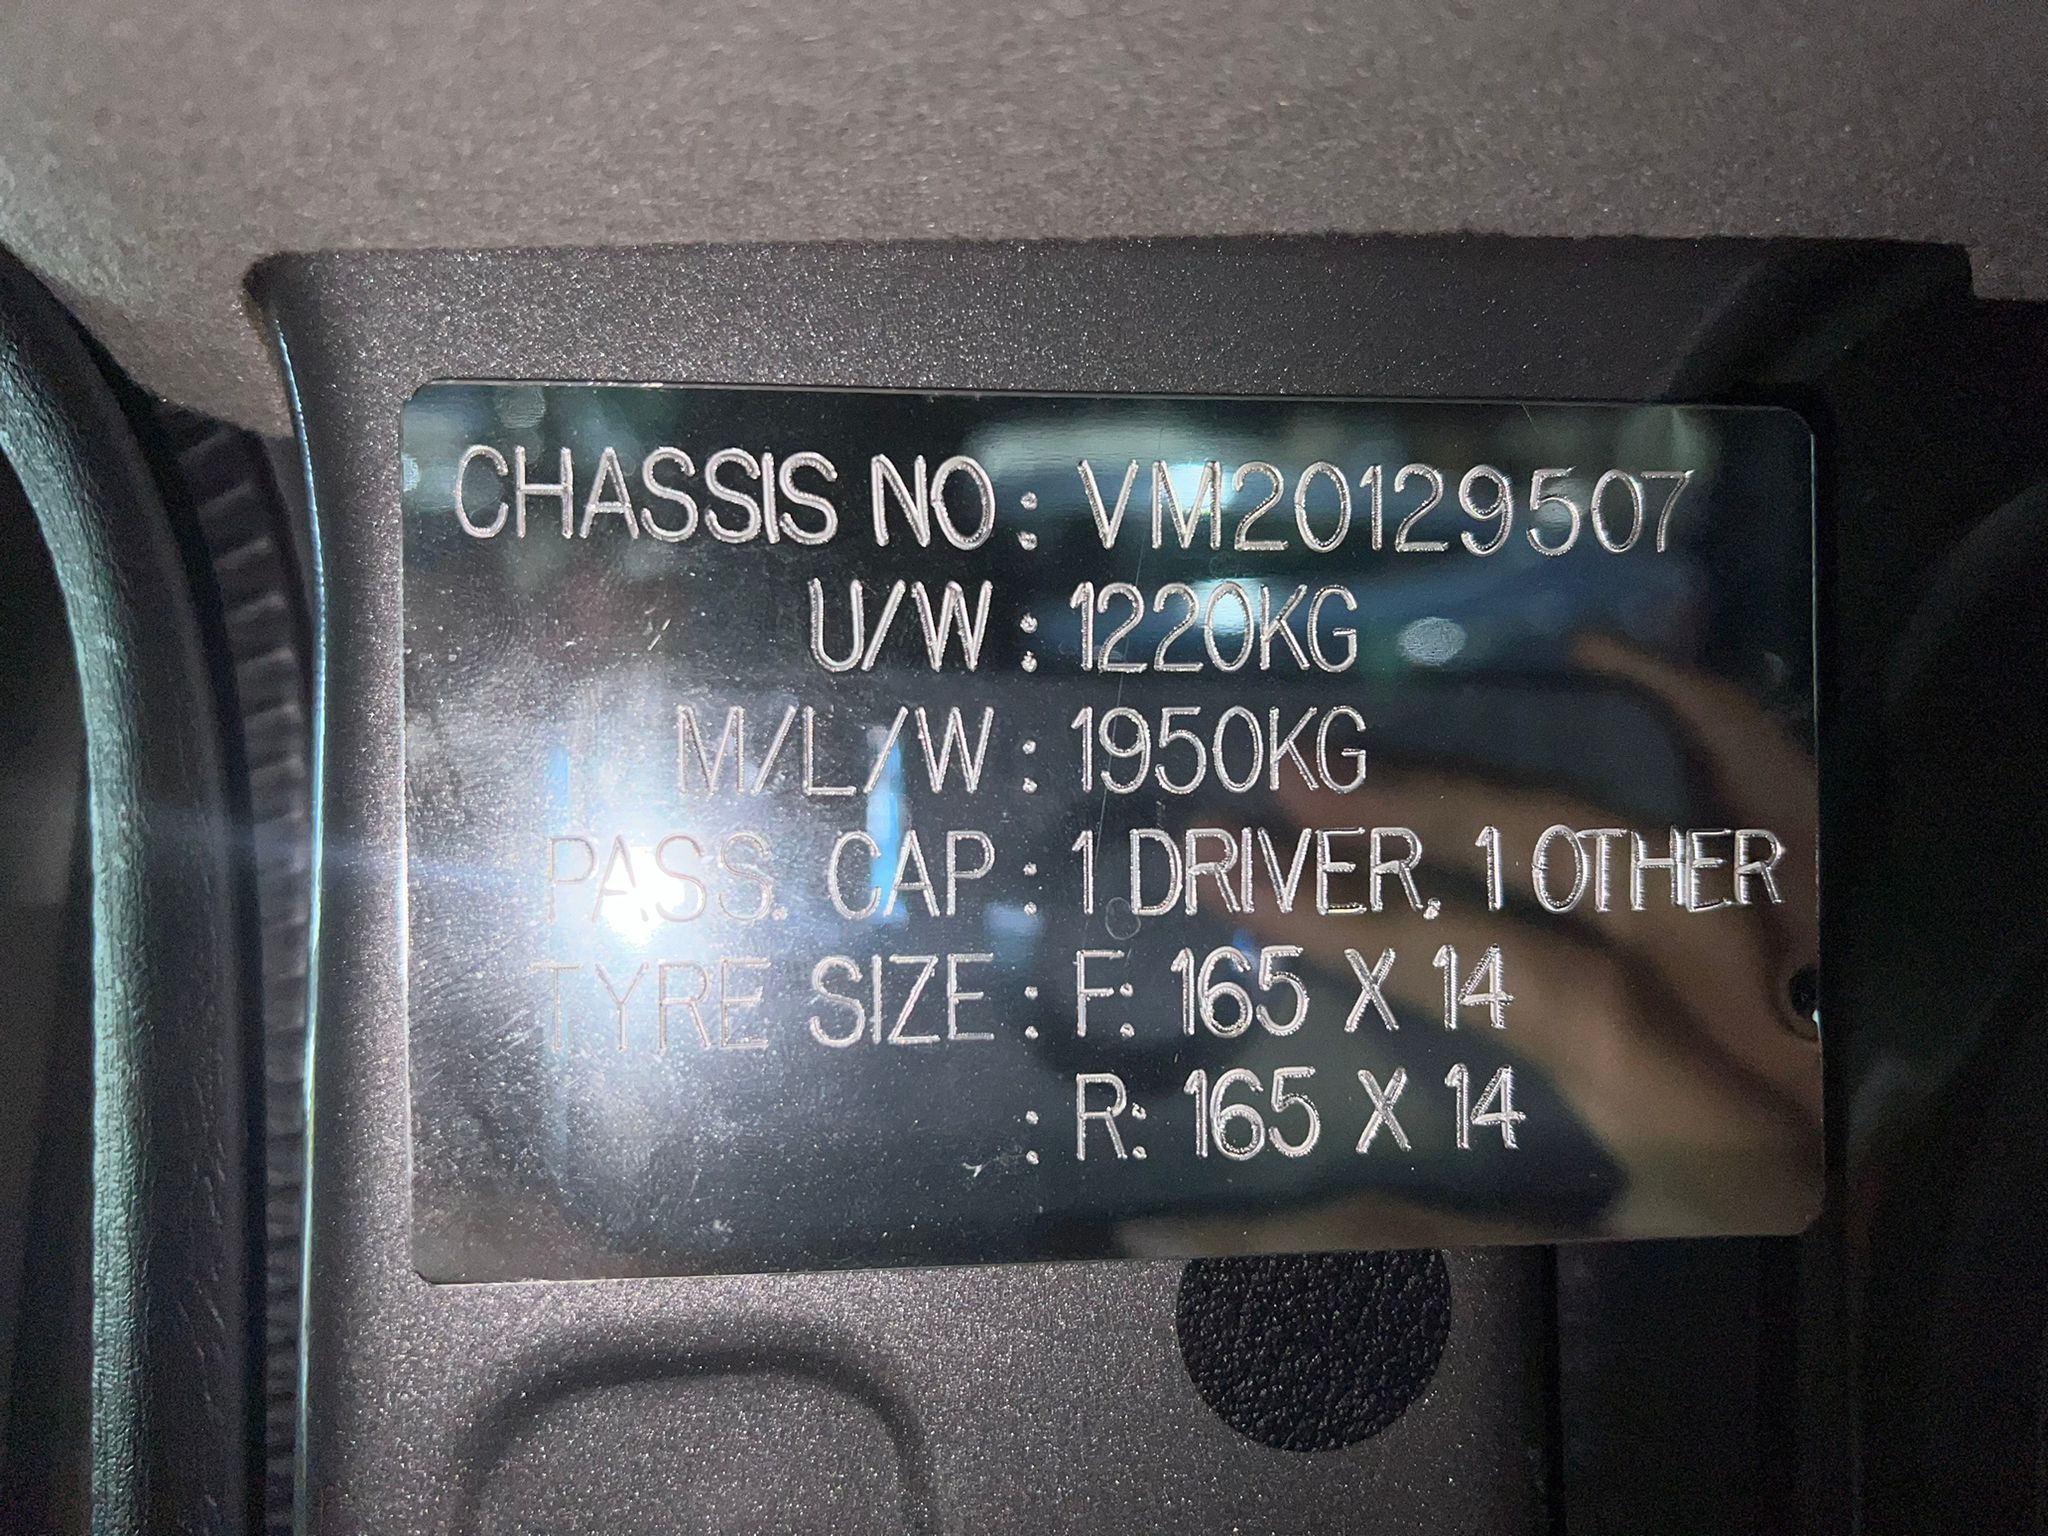 CHASSIS NO : VM20129507
U/W : 1220KG
M/L/W : 1950KG
PASS. CAP : 1 DRIVER, 1 OTHER
TYRE SIZE : F: 165 X 14
: R: 165 X 14